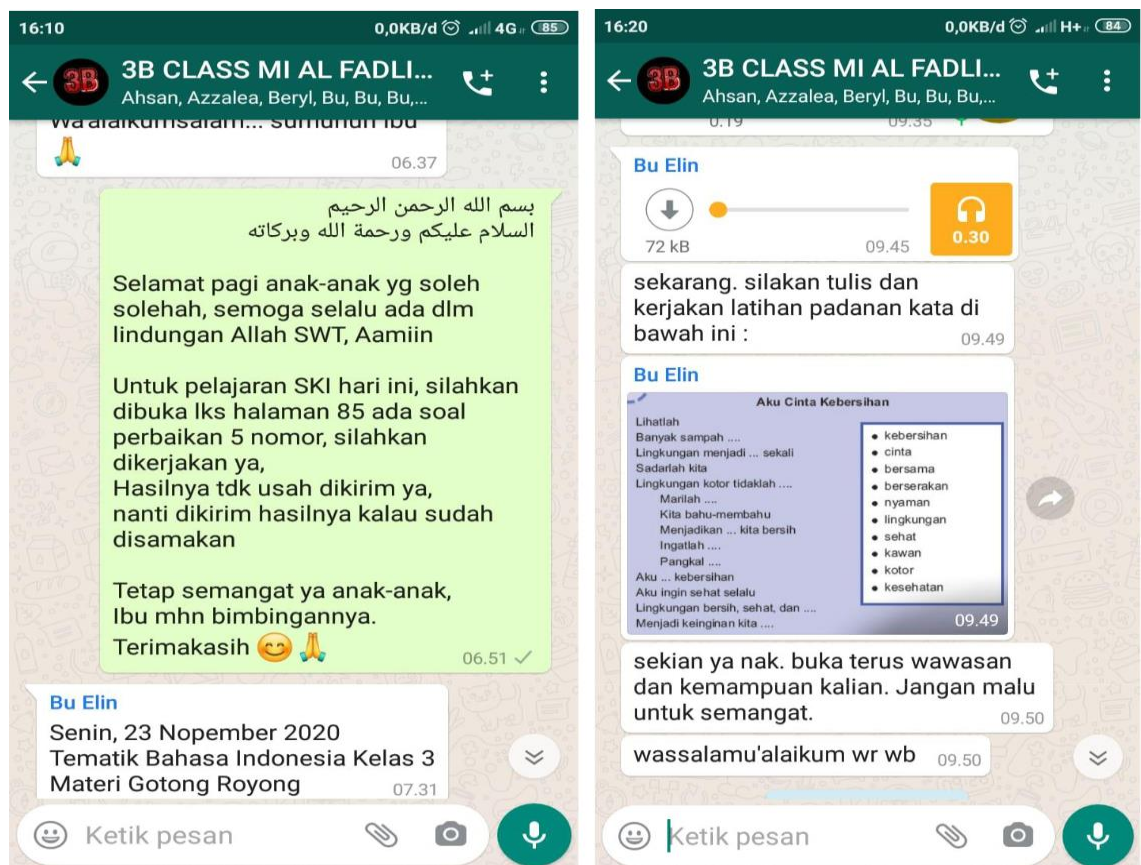 16:10
0,0KB/d 4G 85
3B
3B CLASS MI AL FADLI...
Ahsan, Azzalea, Beryl, Bu, Bu, Bu,...
Wa'alaikumsalam... sumuhun ibu
🙏
06.37
بسم الله الرحمن الرحيم
السلام عليكم ورحمة الله وبركاته
Selamat pagi anak-anak yg soleh
solehah, semoga selalu ada dlm
lindungan Allah SWT, Aamiin
Untuk pelajaran SKI hari ini, silahkan
dibuka lks halaman 85 ada soal
perbaikan 5 nomor, silahkan
dikerjakan ya,
Hasilnya tdk usah dikirim ya,
nanti dikirim hasilnya kalau sudah
disamakan
Tetap semangat ya anak-anak,
Ibu mhn bimbingannya.
Terimakasih 😊 🙏
06.51
Bu Elin
Senin, 23 Nopember 2020
Tematik Bahasa Indonesia Kelas 3
Materi Gotong Royong
07.31
Ketik pesan
16:20
0,0KB/d H+ 84
3B
3B CLASS MI AL FADLI...
Ahsan, Azzalea, Beryl, Bu, Bu, Bu,...
0.19 09.35
Bu Elin
72 kB 09.45 0.30
sekarang. silakan tulis dan
kerjakan latihan padanan kata di
bawah ini :
09.49
Bu Elin
Aku Cinta Kebersihan
Lihatlah
Banyak sampah ....
Lingkungan menjadi ... sekali
Sadarlah kita
Lingkungan kotor tidaklah ....
Marilah ....
Kita bahu-membahu
Menjadikan ... kita bersih
Ingatlah ....
Pangkal ....
Aku ... kebersihan
Aku ingin sehat selalu
Lingkungan bersih, sehat, dan ....
Menjadi keinginan kita ....
• kebersihan
• cinta
• bersama
• berserakan
• nyaman
• lingkungan
• sehat
• kawan
• kotor
• kesehatan
09.49
sekian ya nak. buka terus wawasan
dan kemampuan kalian. Jangan malu
untuk semangat.
09.50
wassalamu'alaikum wr wb 09.50
Ketik pesan